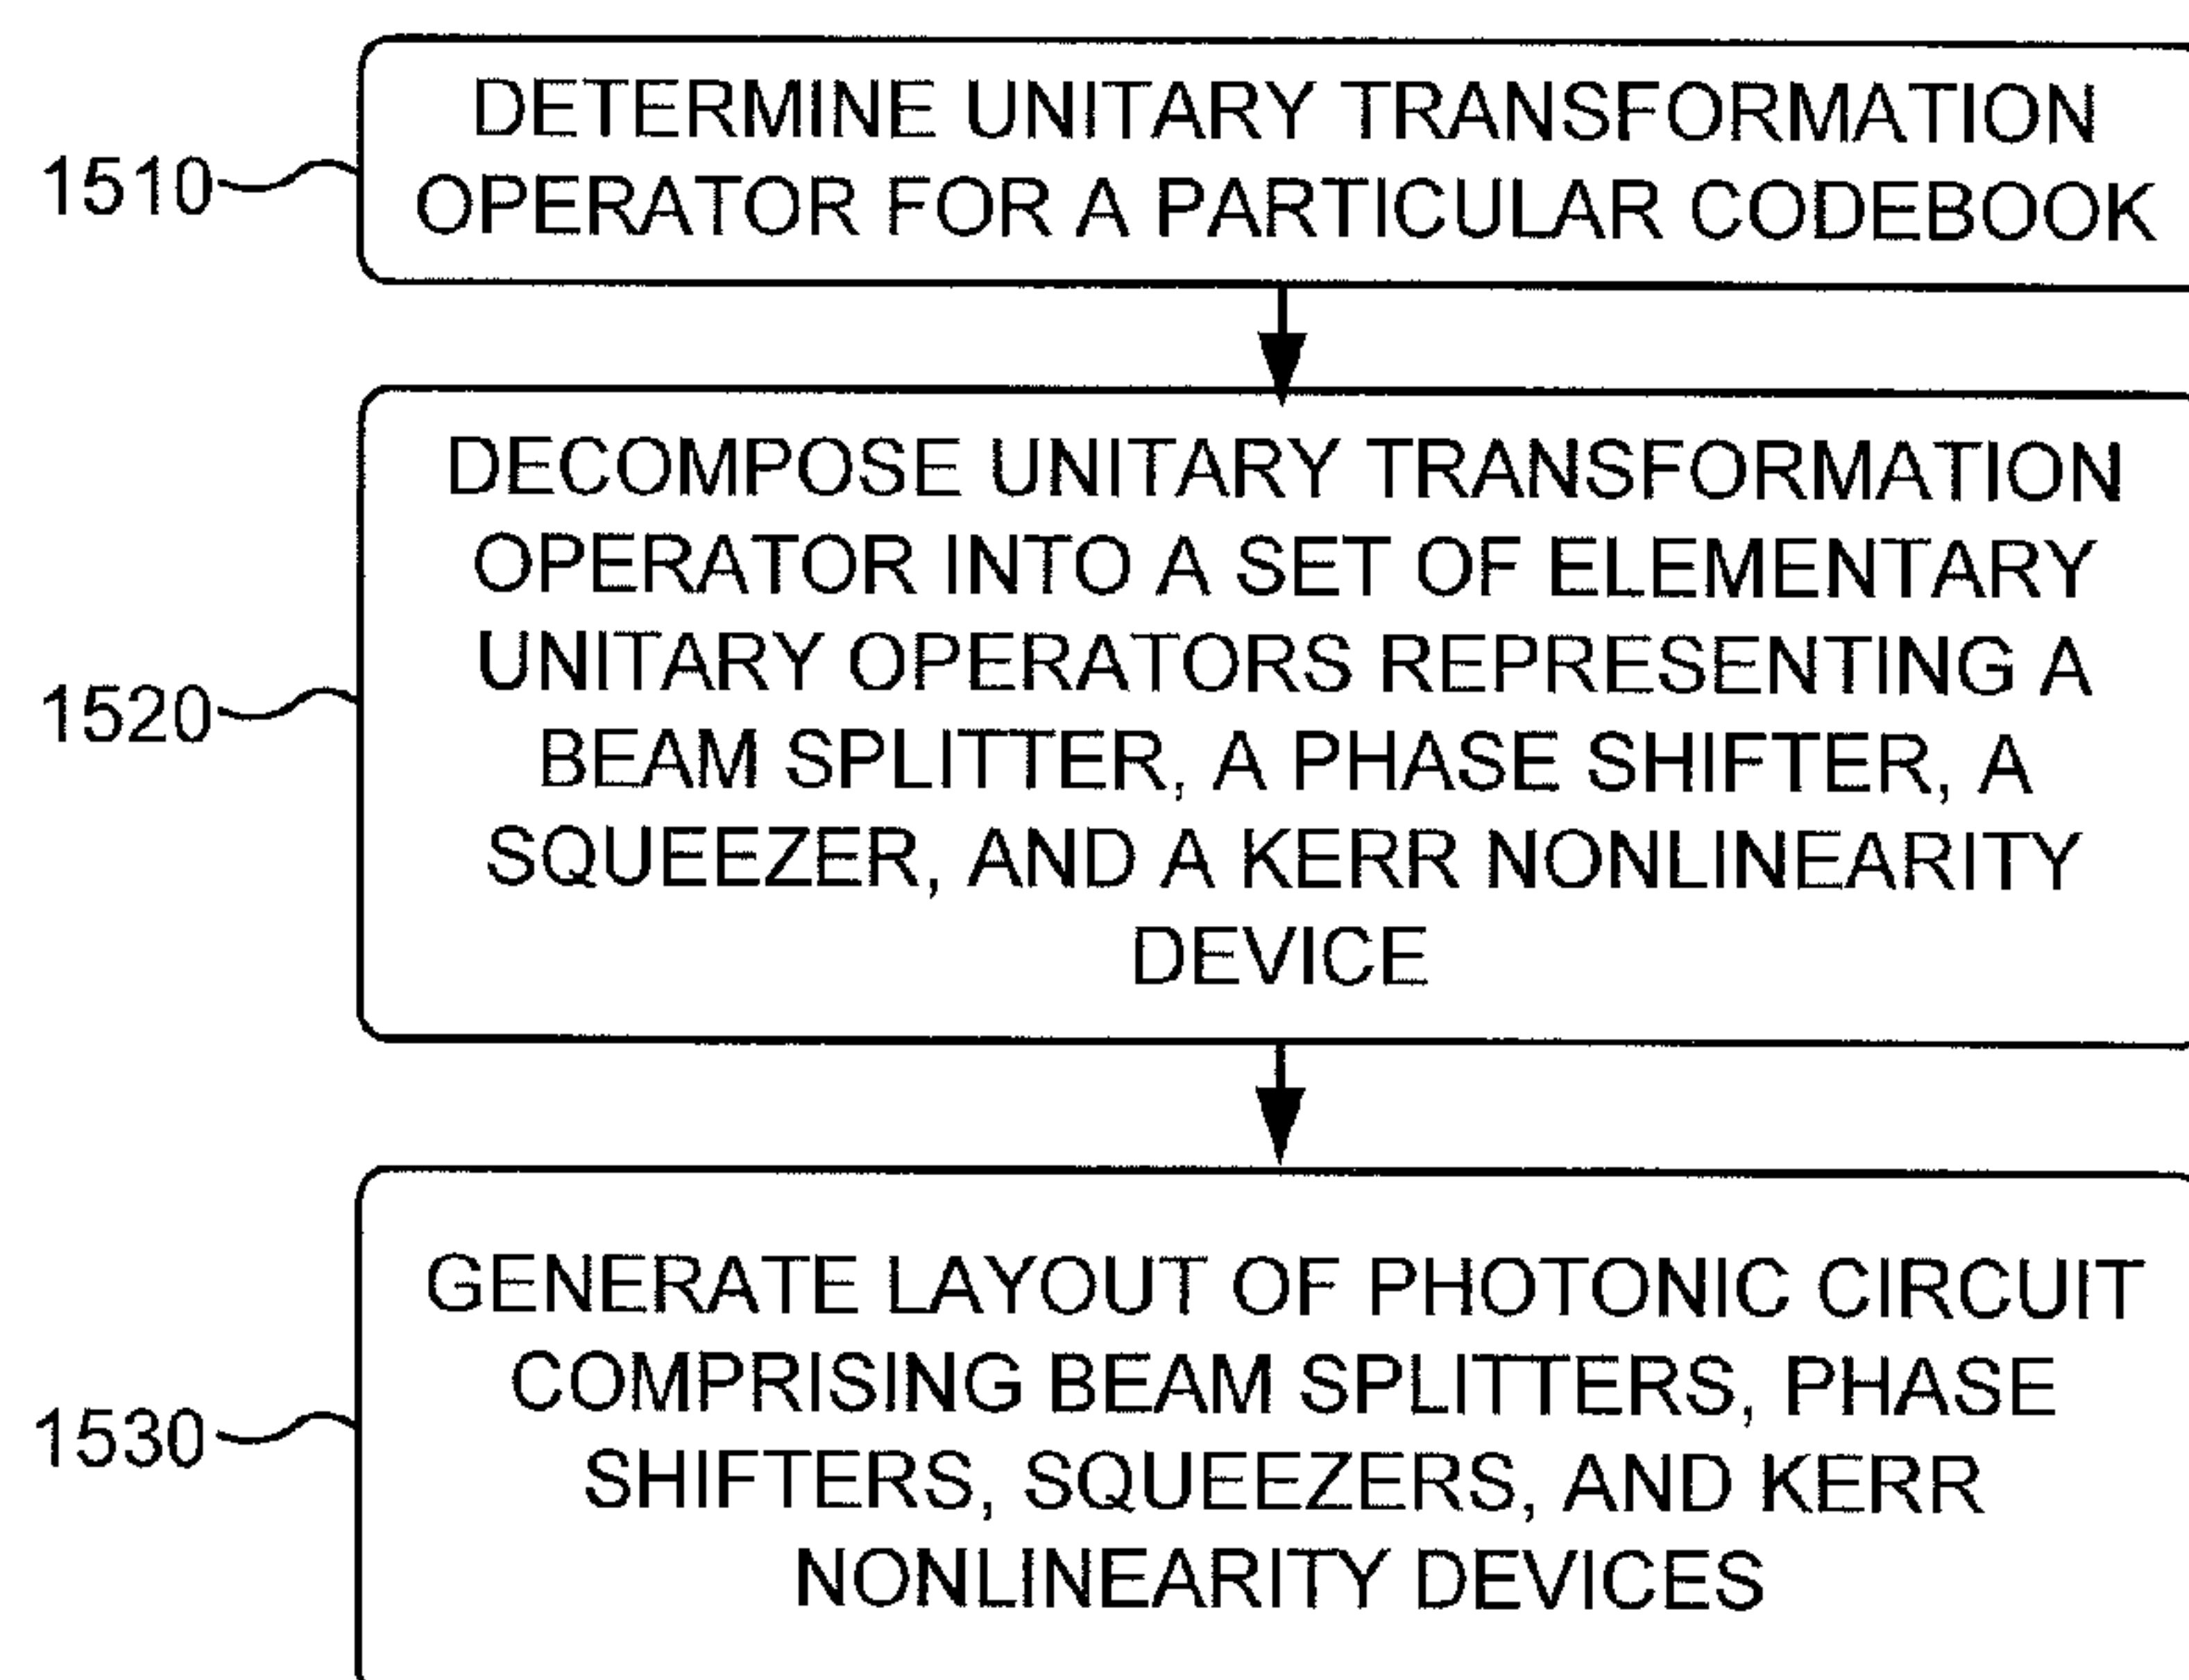 DETERMINE UNITARY TRANSFORMATION
1510
OPERATOR FOR A PARTICULAR CODEBOOK
DECOMPOSE UNITARY TRANSFORMATION
OPERATOR INTO A SET OF ELEMENTARY
UNITARY OPERATORS REPRESENTING A
1520
BEAM SPLITTER, A PHASE SHIFTER, A
SQUEEZER, AND A KERR NONLINEARITY
DEVICE
GENERATE LAYOUT OF PHOTONIC CIRCUIT
COMPRISING BEAM SPLITTERS, PHASE
1530
SHIFTERS, SQUEEZERS, AND KERR
NONLINEARITY DEVICES